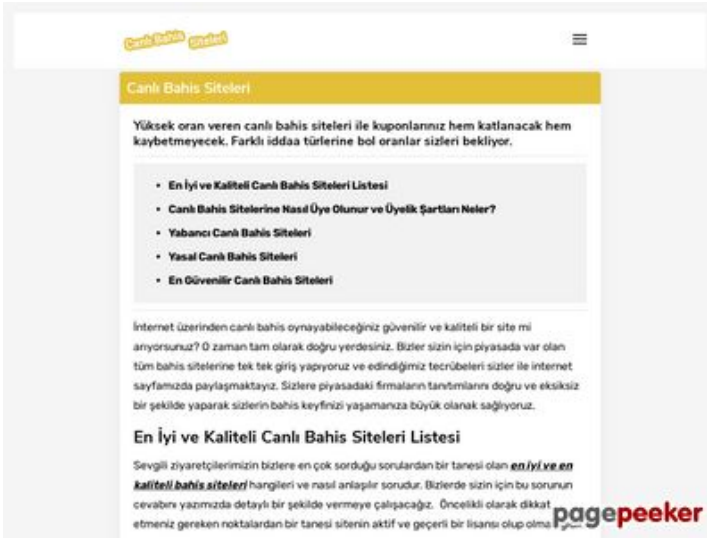 Canlı Bahis Siteleri
Canlı Bahis Siteleri
Yüksek oran veren canlı bahis siteleri ile kuponlarınız hem katlanacak hem
kaybetmeyecek. Farklı iddaa türlerine bol oranlar sizleri bekliyor.
• En İyi ve Kaliteli Canlı Bahis Siteleri Listesi
• Canlı Bahis Sitelerine Nasıl Üye Olunur ve Üyelik Şartları Neler?
• Yabancı Canlı Bahis Siteleri
• Yasal Canlı Bahis Siteleri
• En Güvenilir Canlı Bahis Siteleri
İnternet üzerinden canlı bahis oynayabileceğiniz güvenilir ve kaliteli bir site mi
arıyorsunuz? O zaman tam olarak doğru yerdesiniz. Bizler sizin için piyasada var olan
tüm bahis sitelerine tek tek giriş yapıyoruz ve edindiğimiz tecrübeleri sizler ile internet
sayfamızda paylaşmaktayız. Sizlere piyasadaki firmaların tanıtımlarını doğru ve eksiksiz
bir şekilde yaparak sizlerin bahis keyfinizi yaşamanıza büyük olanak sağlıyoruz.
En İyi ve Kaliteli Canlı Bahis Siteleri Listesi
Sevgili ziyaretçilerimizin bizlere en çok sorduğu sorulardan bir tanesi olan en iyi ve en
kaliteli bahis siteleri hangileri ve nasıl anlaşılır sorudur. Bizlerde sizin için bu sorunun
cevabını yazımızda detaylı bir şekilde vermeye çalışacağız. Öncelikli olarak dikkat
etmeniz gereken noktalardan bir tanesi sitenin aktif ve geçerli bir lisansı olup
pagepeeker